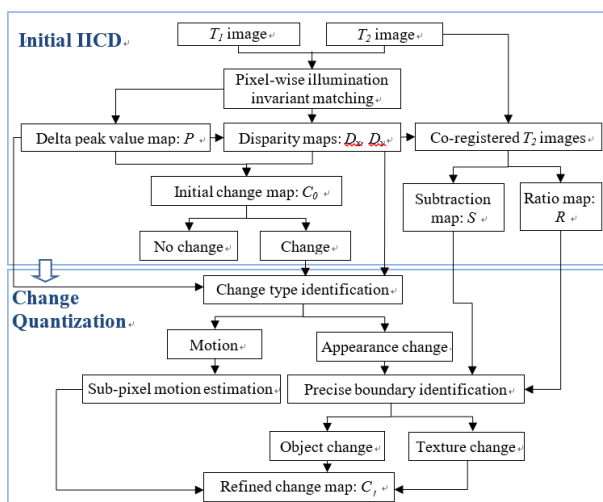 Initial IICD
T1 image
T2 image
Pixel-wise illumination
invariant matching
Delta peak value map: P
Disparity maps: Dx, Dx
Co-registered T2 images
Initial change map: C0
Subtraction
map: S
Ratio map:
R
No change
Change
Change
Quantization
Change type identification
Motion
Appearance change
Sub-pixel motion estimation
Precise boundary identification
Object change
Texture change
Refined change map: C1